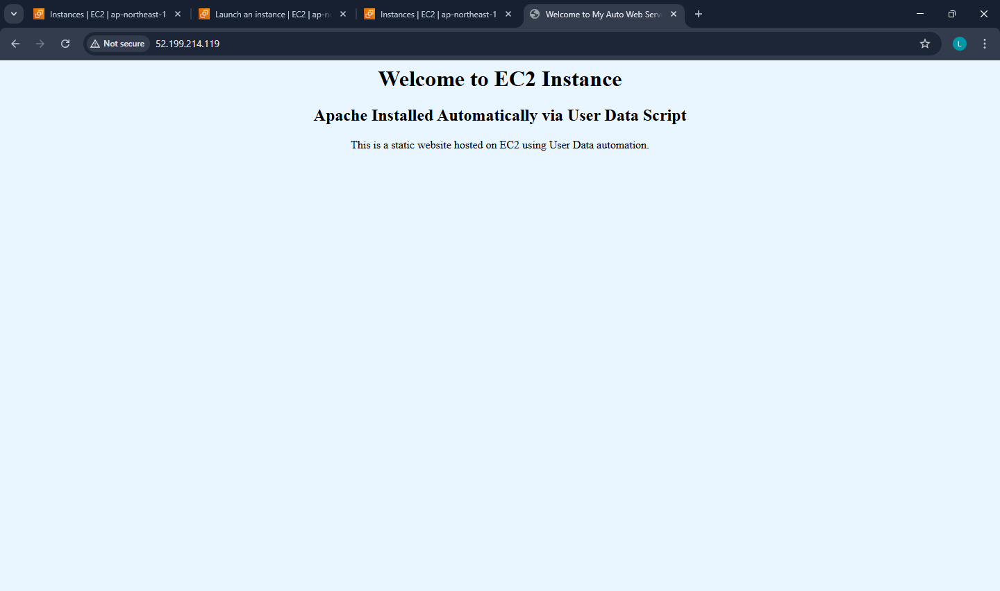 Instances | EC2 | ap-northeast-1
Launch an instance | EC2 | ap-n
Instances | EC2 | ap-northeast-1
Welcome to My Auto Web Serv
Not secure
52.199.214.119
L
Welcome to EC2 Instance
Apache Installed Automatically via User Data Script
This is a static website hosted on EC2 using User Data automation.